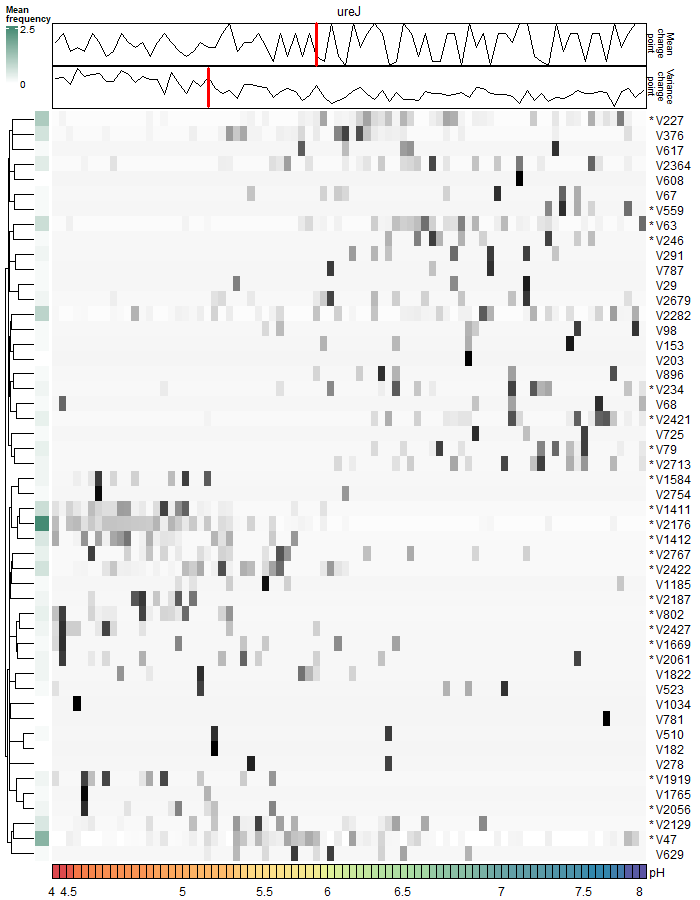 ureJ
Mean
frequency
2.5
0
Mean
change
point
Variance
change
point
* V227
V376
V617
V2364
V608
V67
* V559
* V63
* V246
V291
V787
V29
V2679
V2282
V98
V153
V203
V896
* V234
V68
* V2421
V725
* V79
* V2713
* V1584
V2754
* V1411
* V2176
* V1412
* V2767
* V2422
V1185
* V2187
* V802
* V2427
* V1669
* V2061
V1822
V523
V1034
V781
V510
V182
V278
* V1919
V1765
* V2056
* V2129
* V47
V629
pH
4 4.5 5 5.5 6 6.5 7 7.5 8